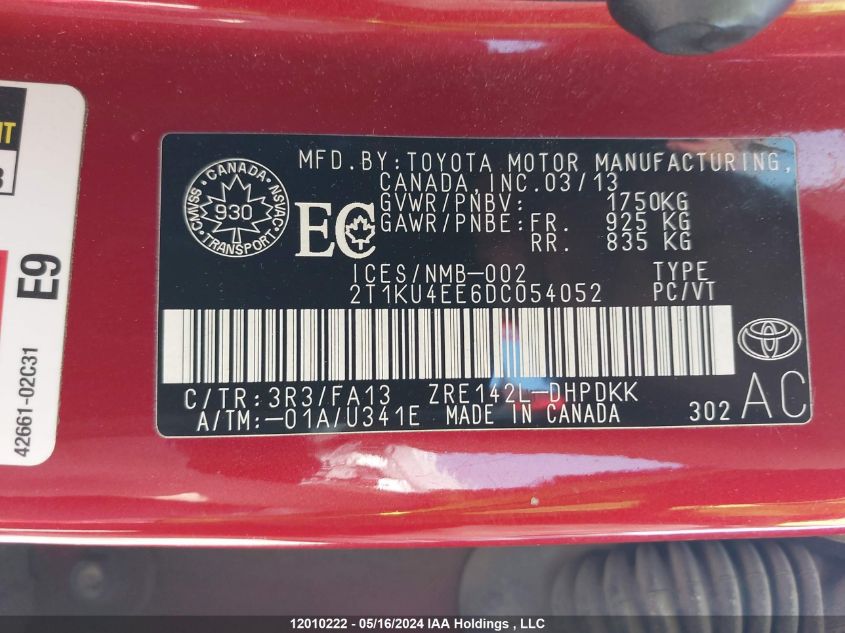 NT
3
E9
42661-02C31
CANADA
CMVSS
NSVAC
930
TRANSPORT
EC
MFD.BY:TOYOTA MOTOR MANUFACTURING,
CANADA, INC.03/13
GVWR/PNBV: 1750KG
GAWR/PNBE:FR. 925 KG
RR. 835 KG
ICES/NMB-002 TYPE
2T1KU4EE6DC054052 PC/VT
C/TR:3R3/FA13 ZRE142L-DHPDKK
A/TM:-01A/U341E MADE IN CANADA
302 AC
12010222 - 05/16/2024 IAA Holdings , LLC